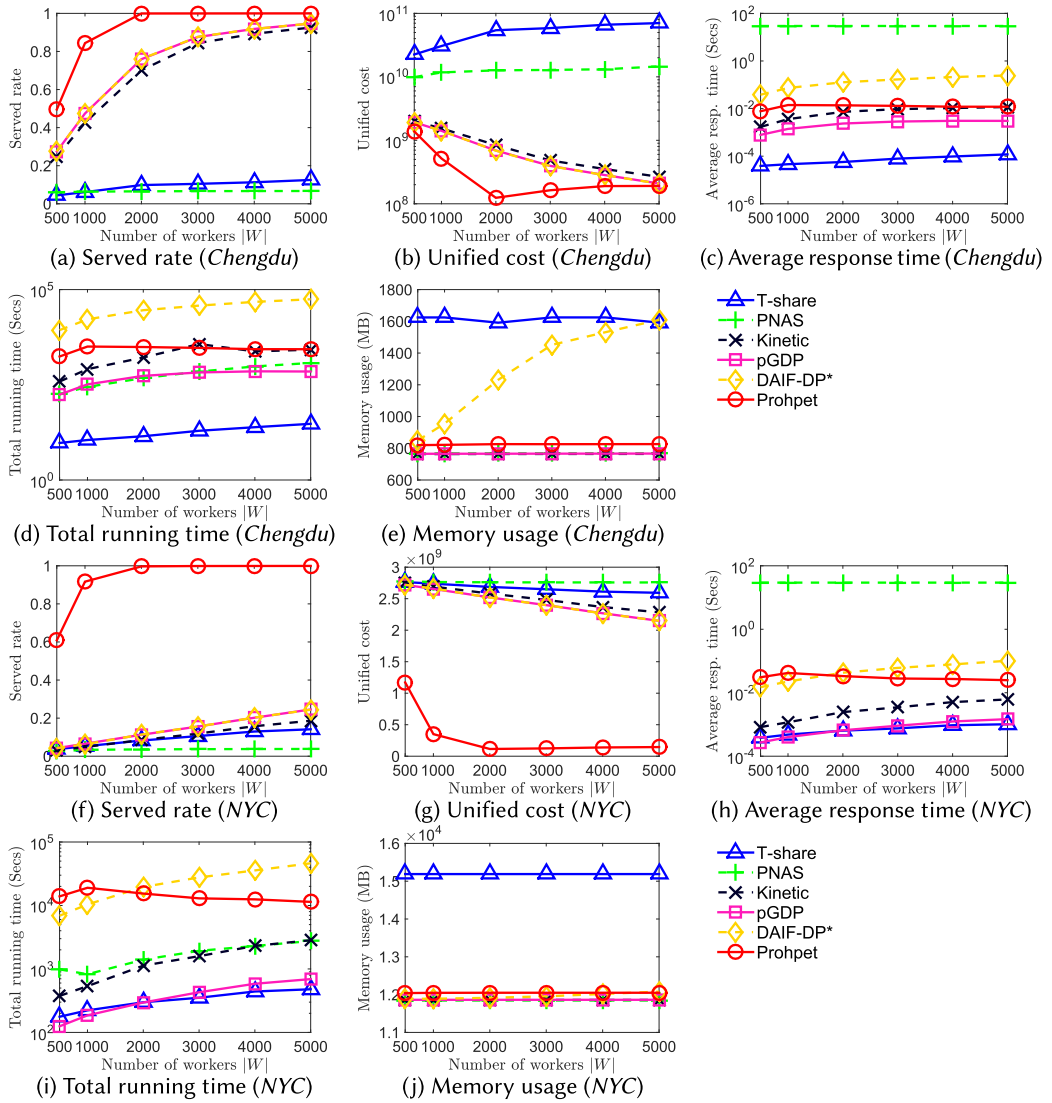 Served rate
1
0.8
0.6
0.4
0.2
0
500 1000 2000 3000 4000 5000
Number of workers |W|
(a) Served rate (Chengdu)
Unified cost
10^11
10^10
10^9
10^8
500 1000 2000 3000 4000 5000
Number of workers |W|
(b) Unified cost (Chengdu)
Average resp. time (Secs)
10^2
10^0
10^-2
10^-4
10^-6
500 1000 2000 3000 4000 5000
Number of workers |W|
(c) Average response time (Chengdu)
Total running time (Secs)
10^5
10^0
500 1000 2000 3000 4000 5000
Number of workers |W|
(d) Total running time (Chengdu)
Memory usage (MB)
1800
1600
1400
1200
1000
800
600
500 1000 2000 3000 4000 5000
Number of workers |W|
(e) Memory usage (Chengdu)
T-share
PNAS
Kinetic
pGDP
DAIF-DP*
Prohpet
Served rate
1
0.8
0.6
0.4
0.2
0
500 1000 2000 3000 4000 5000
Number of workers |W|
(f) Served rate (NYC)
Unified cost
×10^9
3
2.5
2
1.5
1
0.5
0
500 1000 2000 3000 4000 5000
Number of workers |W|
(g) Unified cost (NYC)
Average resp. time (Secs)
10^2
10^0
10^-2
10^-4
500 1000 2000 3000 4000 5000
Number of workers |W|
(h) Average response time (NYC)
Total running time (Secs)
10^5
10^4
10^3
10^2
500 1000 2000 3000 4000 5000
Number of workers |W|
(i) Total running time (NYC)
Memory usage (MB)
×10^4
1.6
1.5
1.4
1.3
1.2
1.1
500 1000 2000 3000 4000 5000
Number of workers |W|
(j) Memory usage (NYC)
T-share
PNAS
Kinetic
pGDP
DAIF-DP*
Prohpet